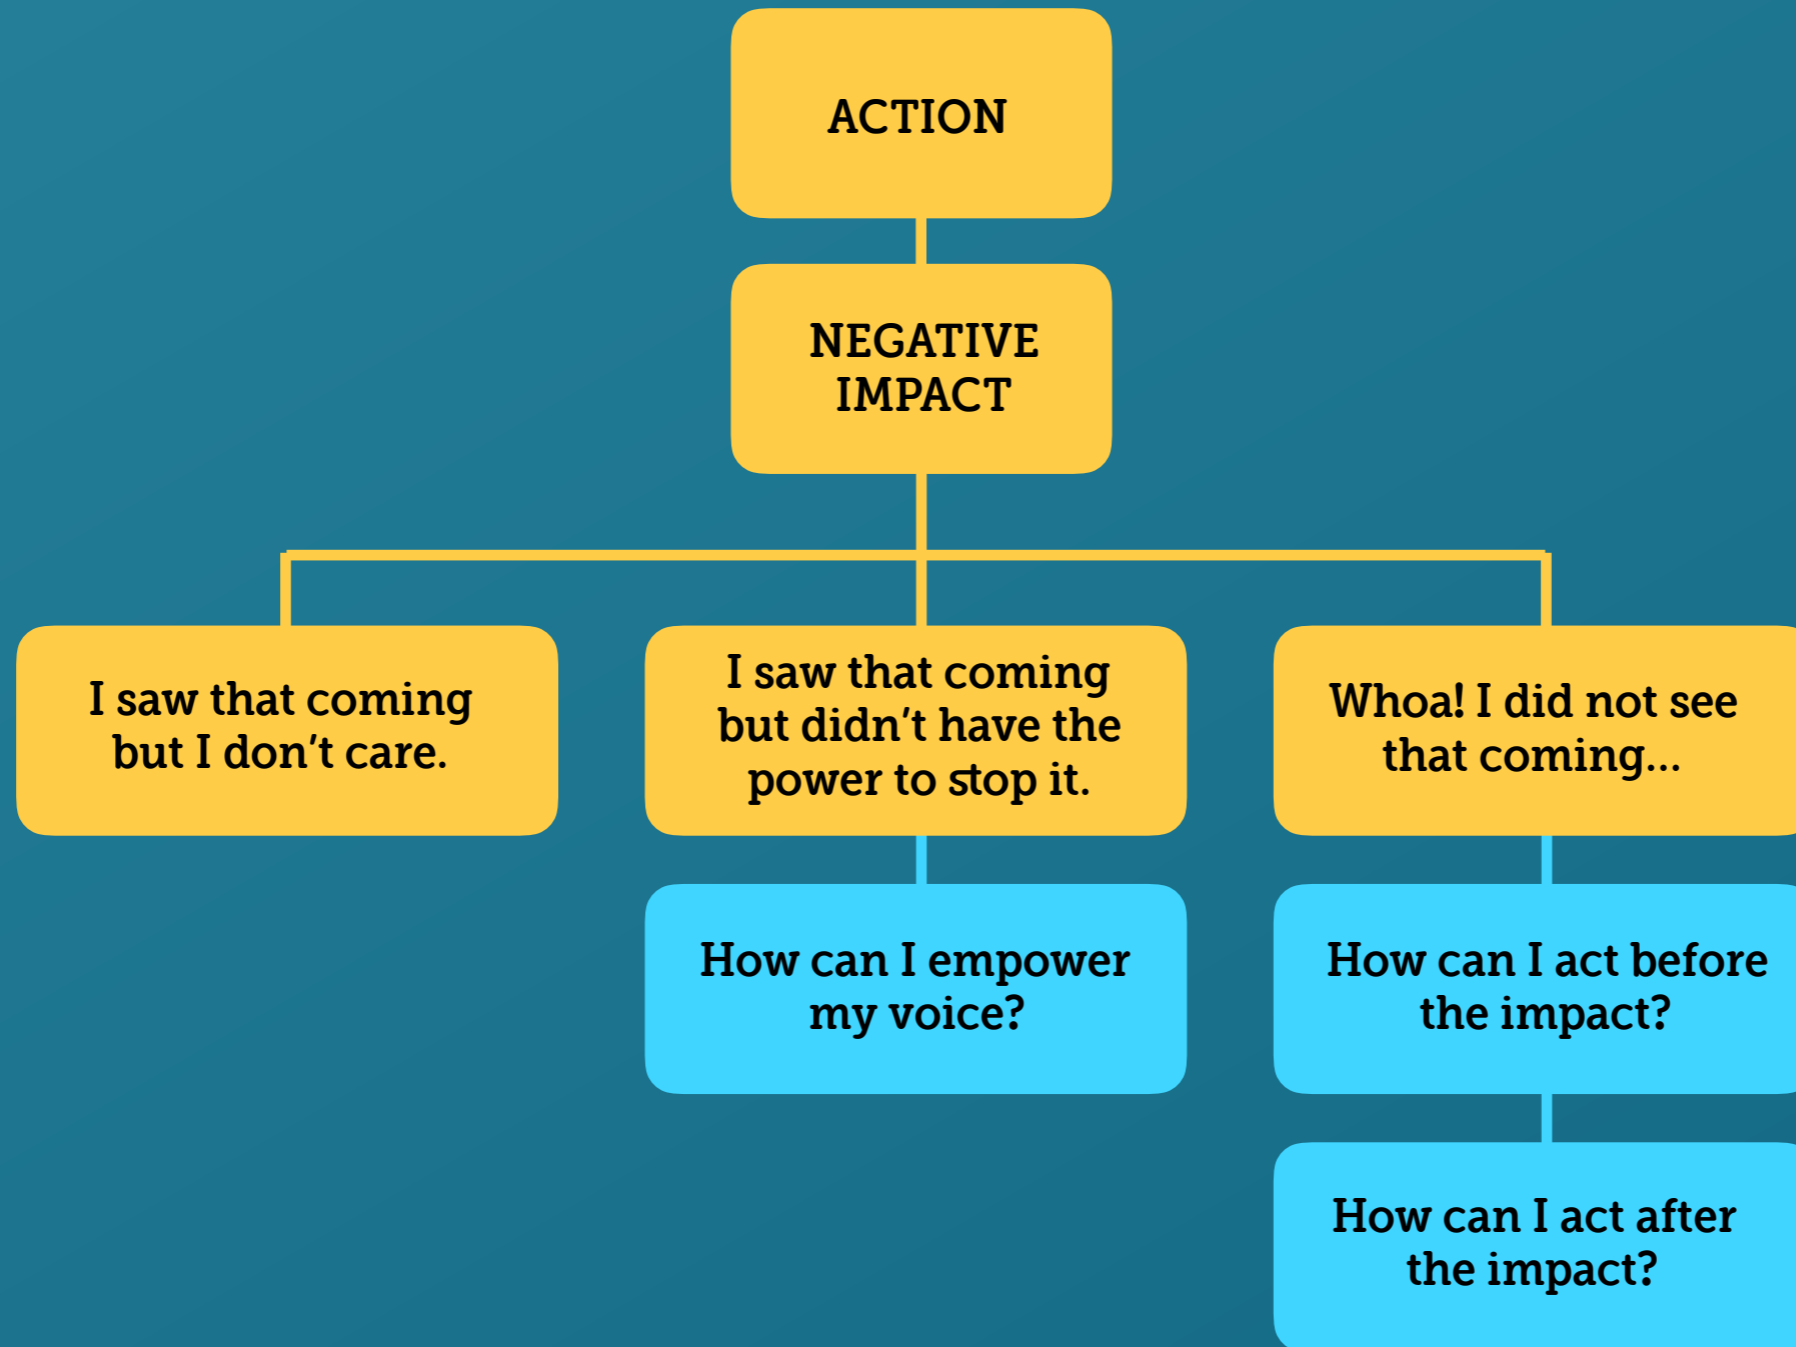 ACTION
NEGATIVE
IMPACT
I saw that coming
but I don’t care.
I saw that coming
but didn’t have the
power to stop it.
Whoa! I did not see
that coming...
How can I empower
my voice?
How can I act before
the impact?
How can I act after
the impact?